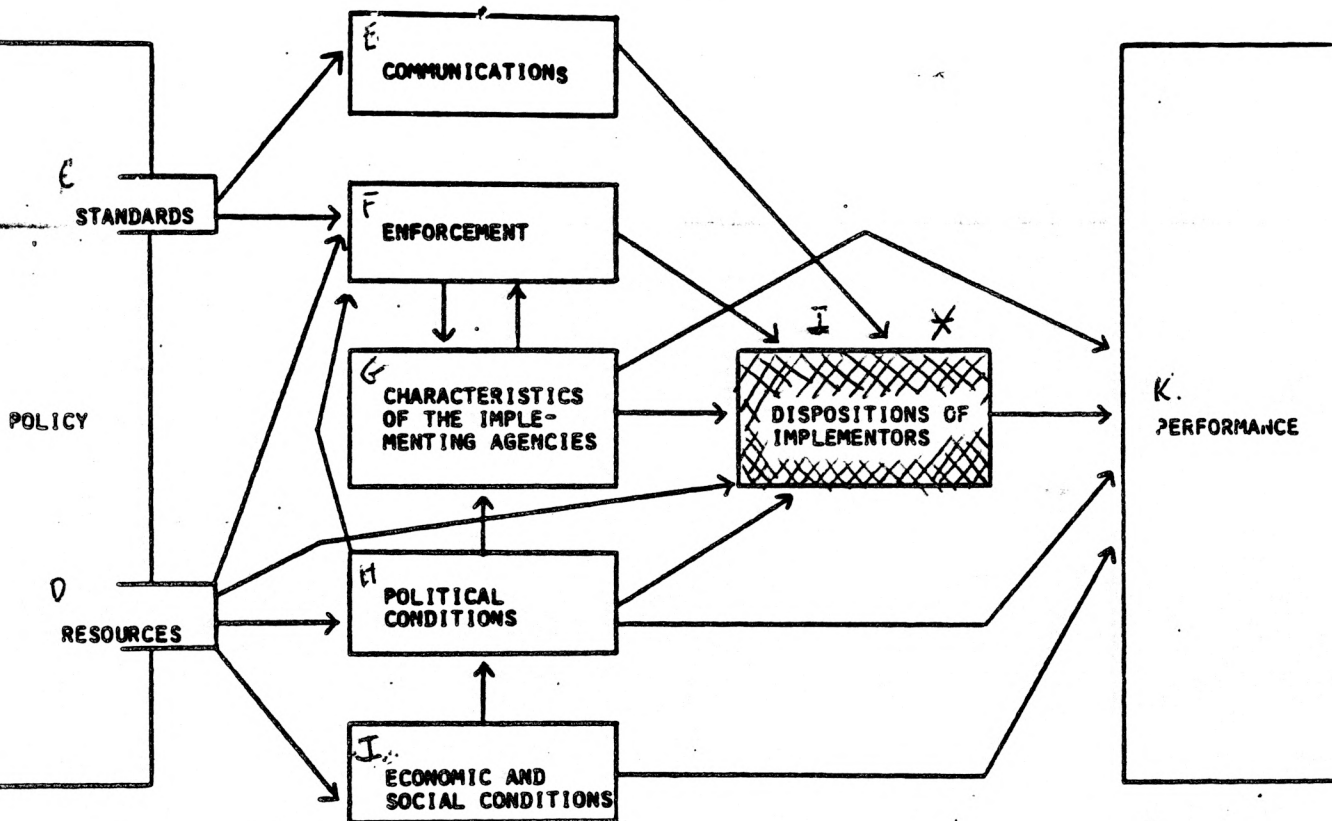 E
COMMUNICATIONS
STANDARDS
F
ENFORCEMENT
I
G
CHARACTERISTICS
OF THE IMPLE-
MENTING AGENCIES
DISPOSITIONS OF
IMPLEMENTORS
K.
PERFORMANCE
POLICY
D
RESOURCES
H
POLITICAL
CONDITIONS
ECONOMIC AND
SOCIAL CONDITIONS